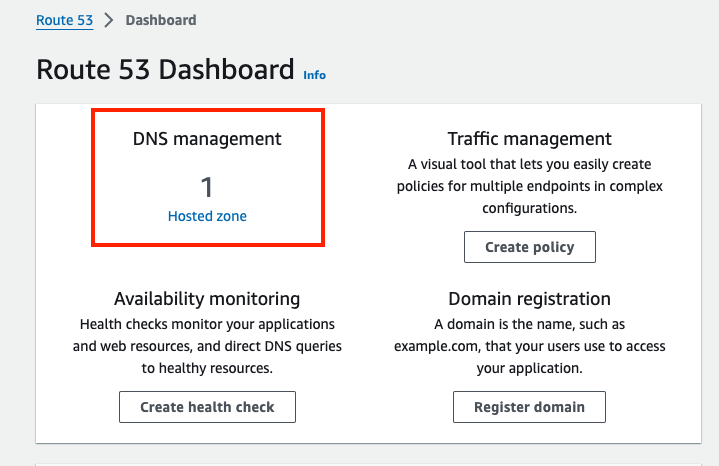 Route 53 > Dashboard
Route 53 Dashboard Info
DNS management
1
Hosted zone
Traffic management
A visual tool that lets you easily create
policies for multiple endpoints in complex
configurations.
Create policy
Availability monitoring
Health checks monitor your applications
and web resources, and direct DNS queries
to healthy resources.
Create health check
Domain registration
A domain is the name, such as
example.com, that your users use to access
your application.
Register domain